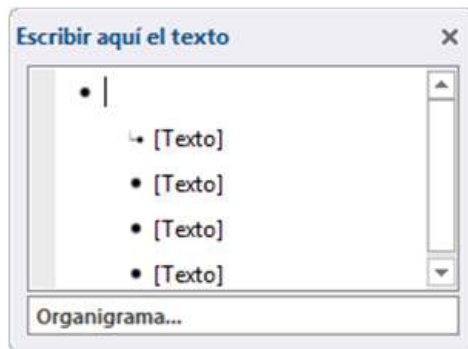 Escribir aquí el texto
[Texto]
[Texto]
[Texto]
[Texto]
Organigrama...